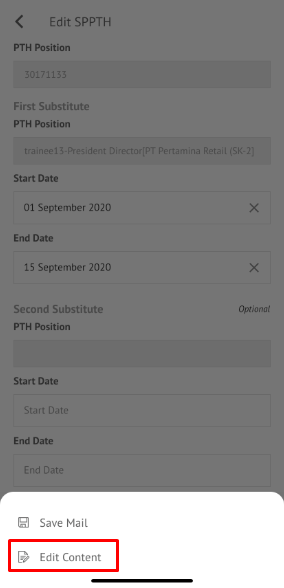 Edit SPPTH
PTH Position
30171133
First Substitute
PTH Position
trainee13-President Director[PT Pertamina Retail (SK-2]
Start Date
01 September 2020
End Date
15 September 2020
Second Substitute Optional
PTH Position
Start Date
Start Date
End Date
End Date
Save Mail
Edit Content